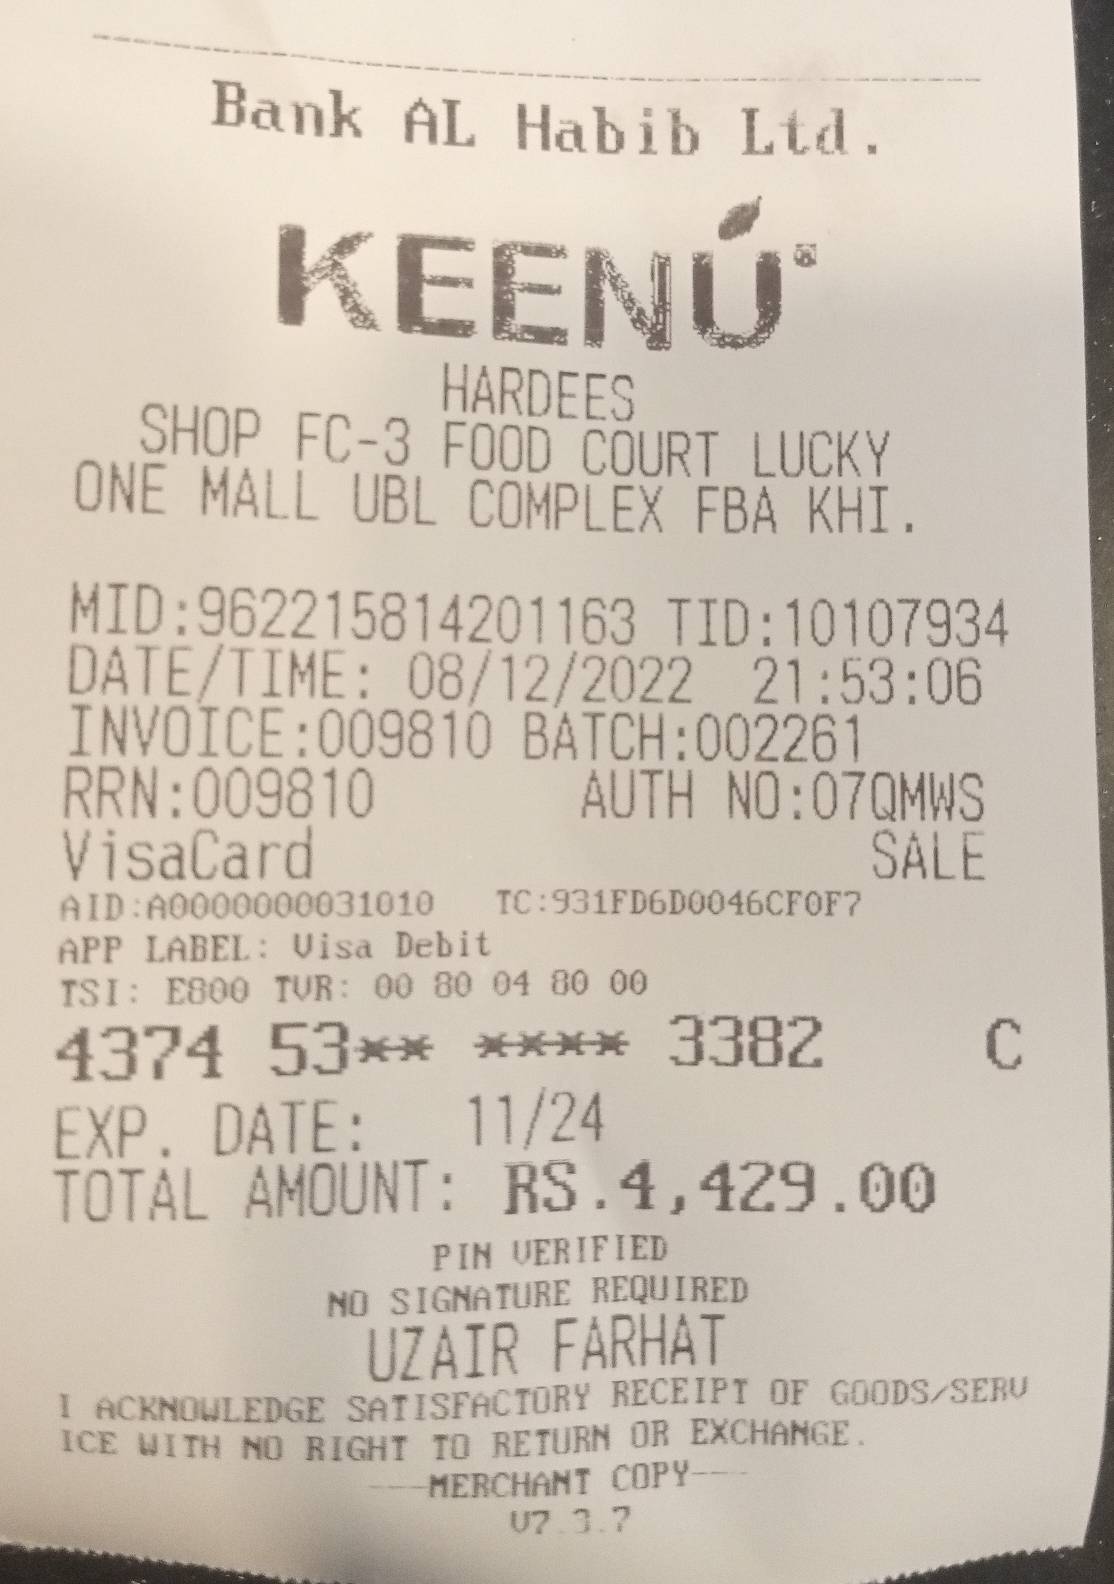 Bank AL Habib Ltd.
KEENÚ®
HARDEES
SHOP FC-3 FOOD COURT LUCKY
ONE MALL UBL COMPLEX FBA KHI.
MID:962215814201163 TID:10107934
DATE/TIME: 08/12/2022 21:53:06
INVOICE:009810 BATCH:002261
RRN:009810 AUTH NO:07QMWS
VisaCard SALE
AID:A0000000031010 TC:931FD6D0046CF0F7
APP LABEL: Visa Debit
TSI: E800 TVR: 00 80 04 80 00
4374 53** **** 3382 C
EXP. DATE: 11/24
TOTAL AMOUNT: RS.4,429.00
PIN VERIFIED
NO SIGNATURE REQUIRED
UZAIR FARHAT
I ACKNOWLEDGE SATISFACTORY RECEIPT OF GOODS/SERV
ICE WITH NO RIGHT TO RETURN OR EXCHANGE.
---MERCHANT COPY---
V7.3.7